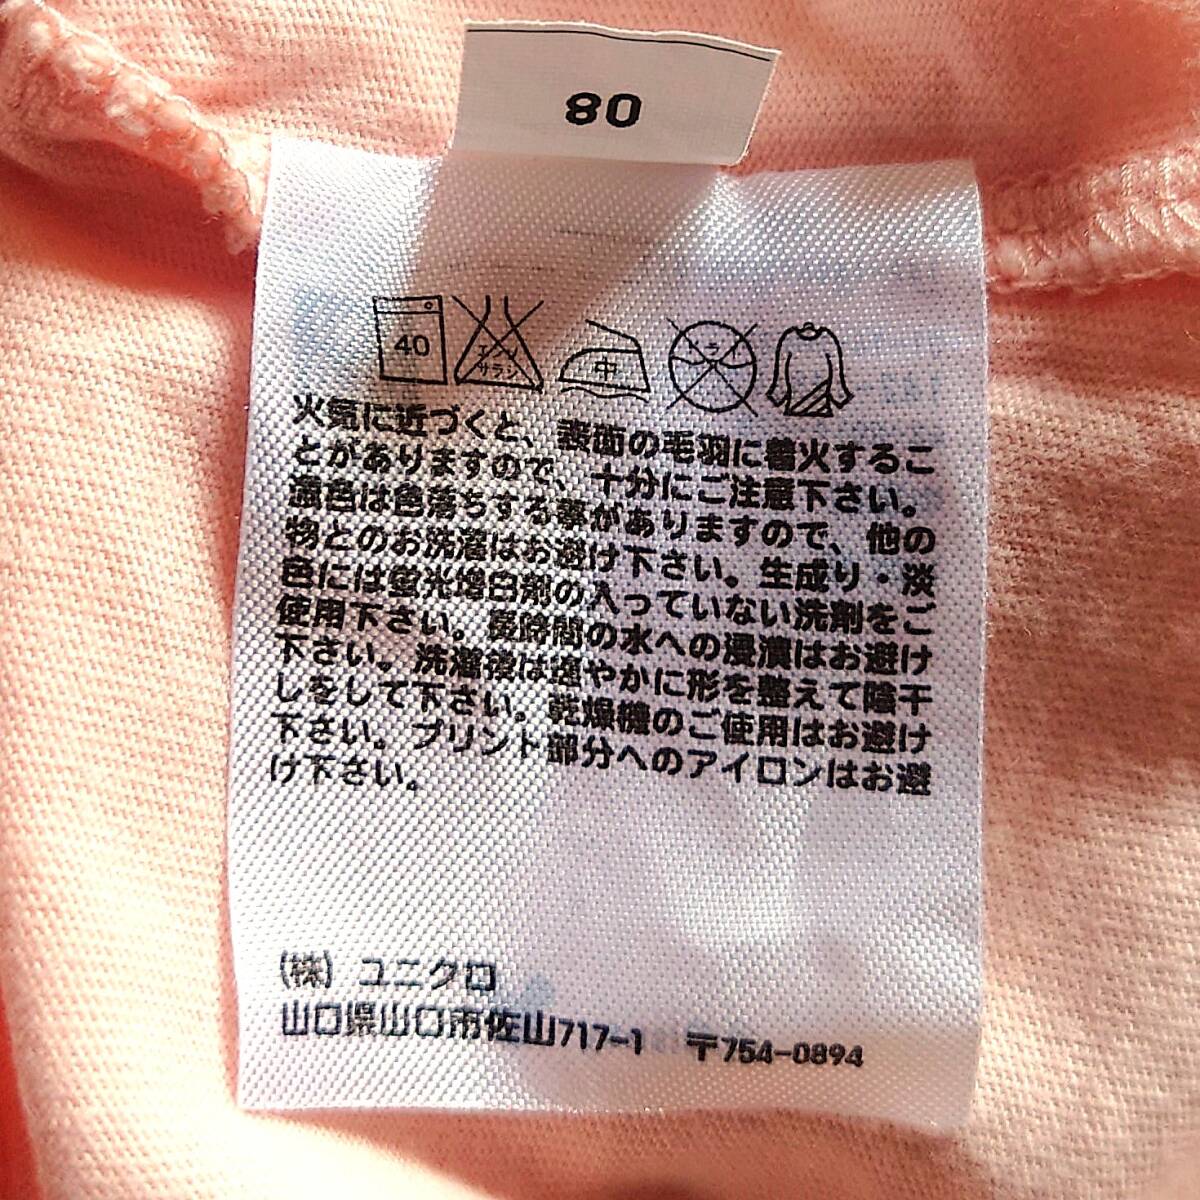 80
40
エンソ
サラシ
中
ドライ
火気に近づくと、表面の毛羽に着火するこ
とがありますので、十分にご注意下さい。
濃色は色落ちする事がありますので、他の
物とのお洗濯はお避け下さい。生成り・淡
色には蛍光増白剤の入っていない洗剤をご
使用下さい。長時間の水への浸漬はお避け
下さい。洗濯後は速やかに形を整えて陰干
しをして下さい。乾燥機のご使用はお避け
下さい。プリント部分へのアイロンはお避
け下さい。
(株) ユニクロ
山口県山口市佐山717-1 〒754-0894